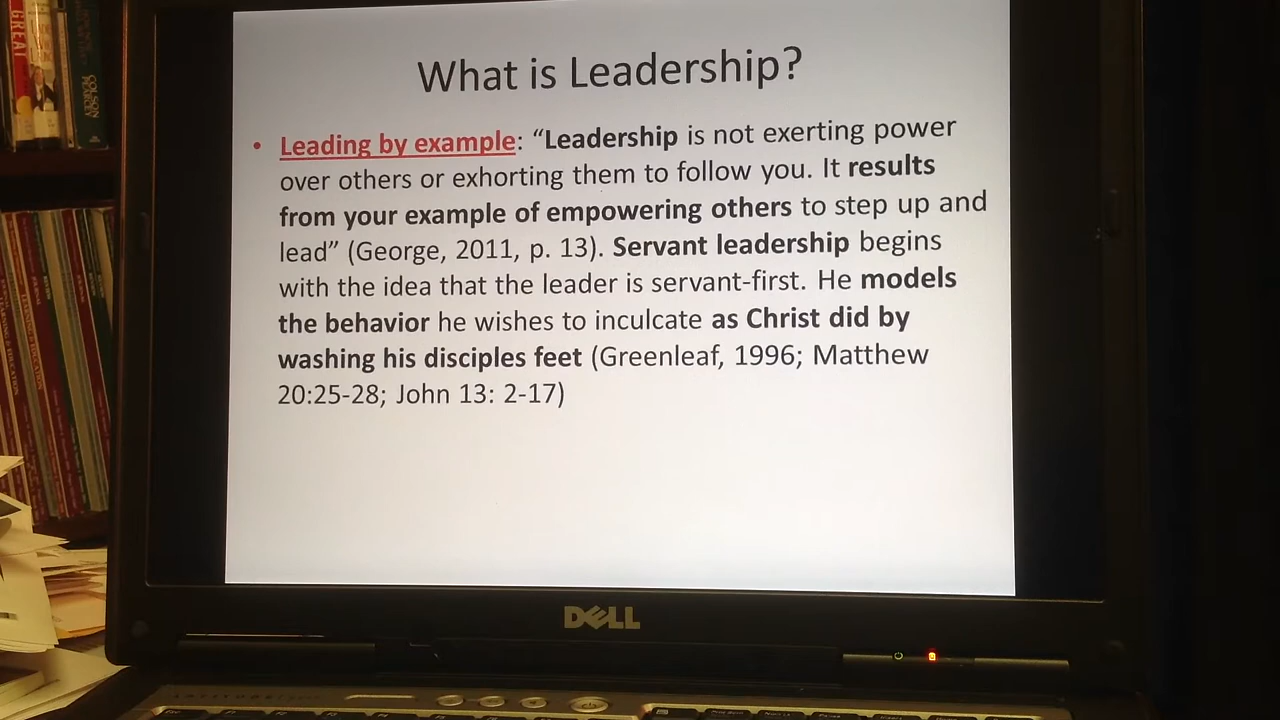 GREAT
COLSON
PEARCEY
What is Leadership?
• Leading by example: “Leadership is not exerting power
over others or exhorting them to follow you. It results
from your example of empowering others to step up and
lead” (George, 2011, p. 13). Servant leadership begins
with the idea that the leader is servant-first. He models
the behavior he wishes to inculcate as Christ did by
washing his disciples feet (Greenleaf, 1996; Matthew
20:25-28; John 13: 2-17)
DELL